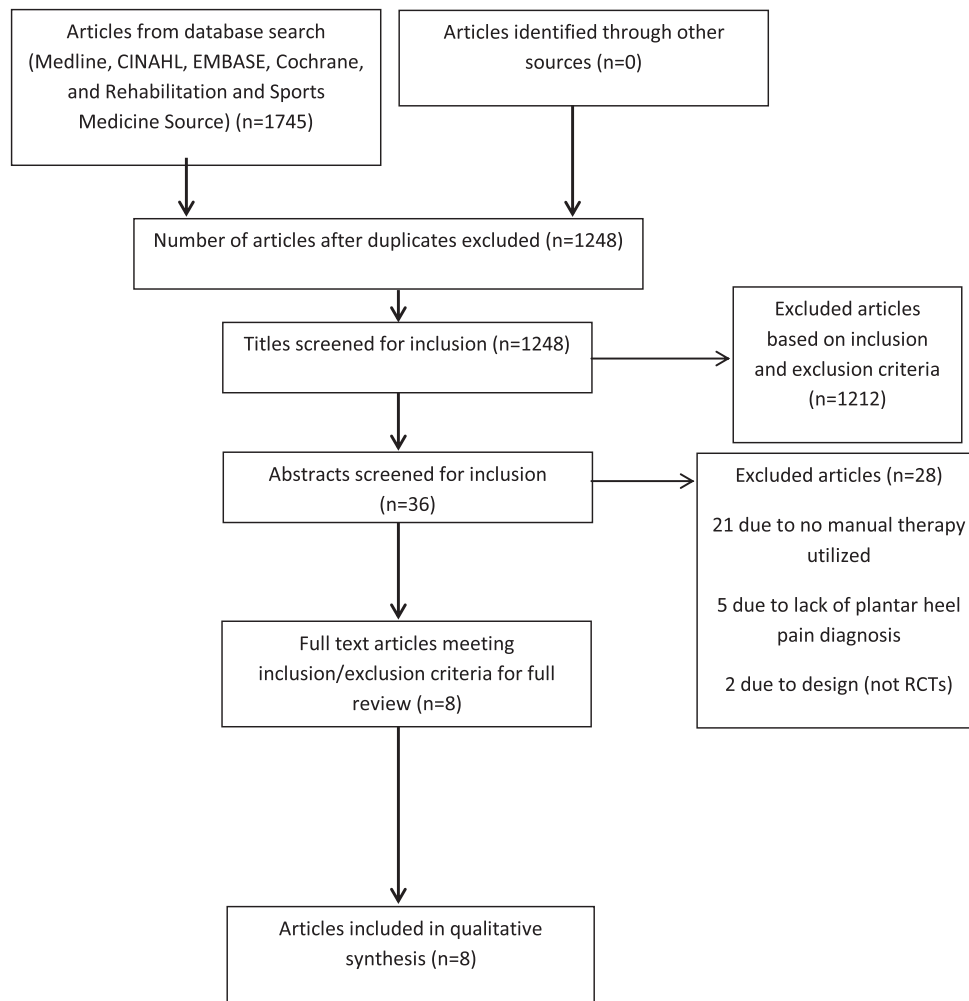 Articles from database search
(Medline, CINAHL, EMBASE, Cochrane,
and Rehabilitation and Sports
Medicine Source) (n=1745)
Articles identified through other
sources (n=0)
Number of articles after duplicates excluded (n=1248)
Titles screened for inclusion (n=1248)
Excluded articles
based on inclusion
and exclusion criteria
(n=1212)
Abstracts screened for inclusion
(n=36)
Excluded articles (n=28)
21 due to no manual therapy
utilized
5 due to lack of plantar heel
pain diagnosis
2 due to design (not RCTs)
Full text articles meeting
inclusion/exclusion criteria for full
review (n=8)
Articles included in qualitative
synthesis (n=8)